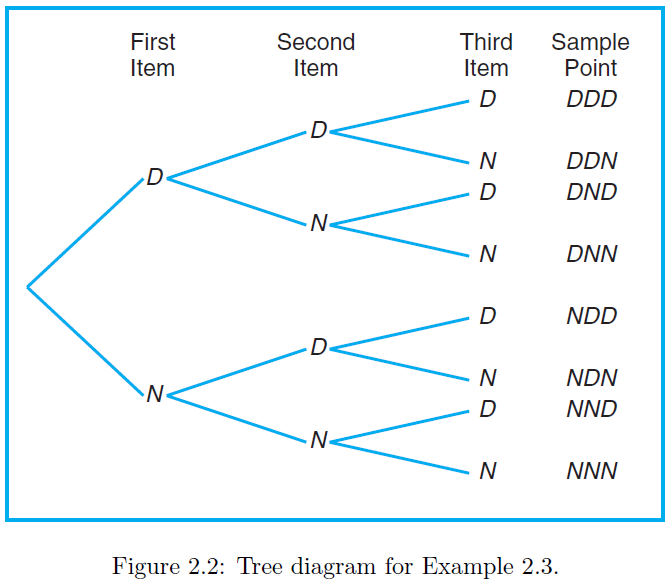 First Second Third Sample
Item Item Item Point
D DDD
D
N DDN
D
D DND
N
N DNN
D NDD
D
N NDN
N
D NND
N
N NNN
Figure 2.2: Tree diagram for Example 2.3.